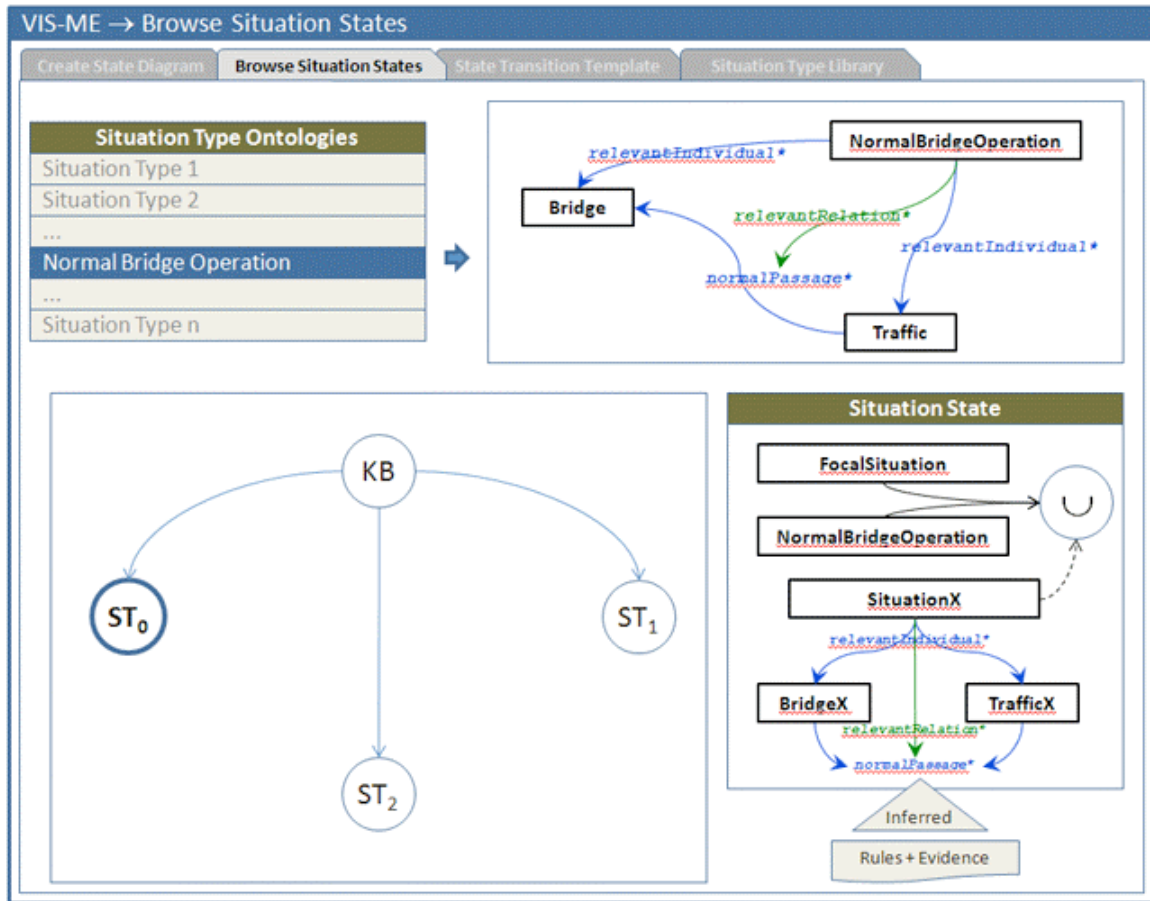 VIS-ME → Browse Situation States
Create State Diagram
Browse Situation States
State Transition Template
Situation Type Library
Situation Type Ontologies
Situation Type 1
Situation Type 2
...
Normal Bridge Operation
...
Situation Type n
NormalBridgeOperation
relevantIndividual*
Bridge
relevantRelation*
relevantIndividual*
normalPassage*
Traffic
KB
ST0
ST1
ST2
Situation State
FocalSituation
∪
NormalBridgeOperation
SituationX
relevantIndividual*
BridgeX
TrafficX
relevantRelation*
normalPassage*
Inferred
Rules + Evidence